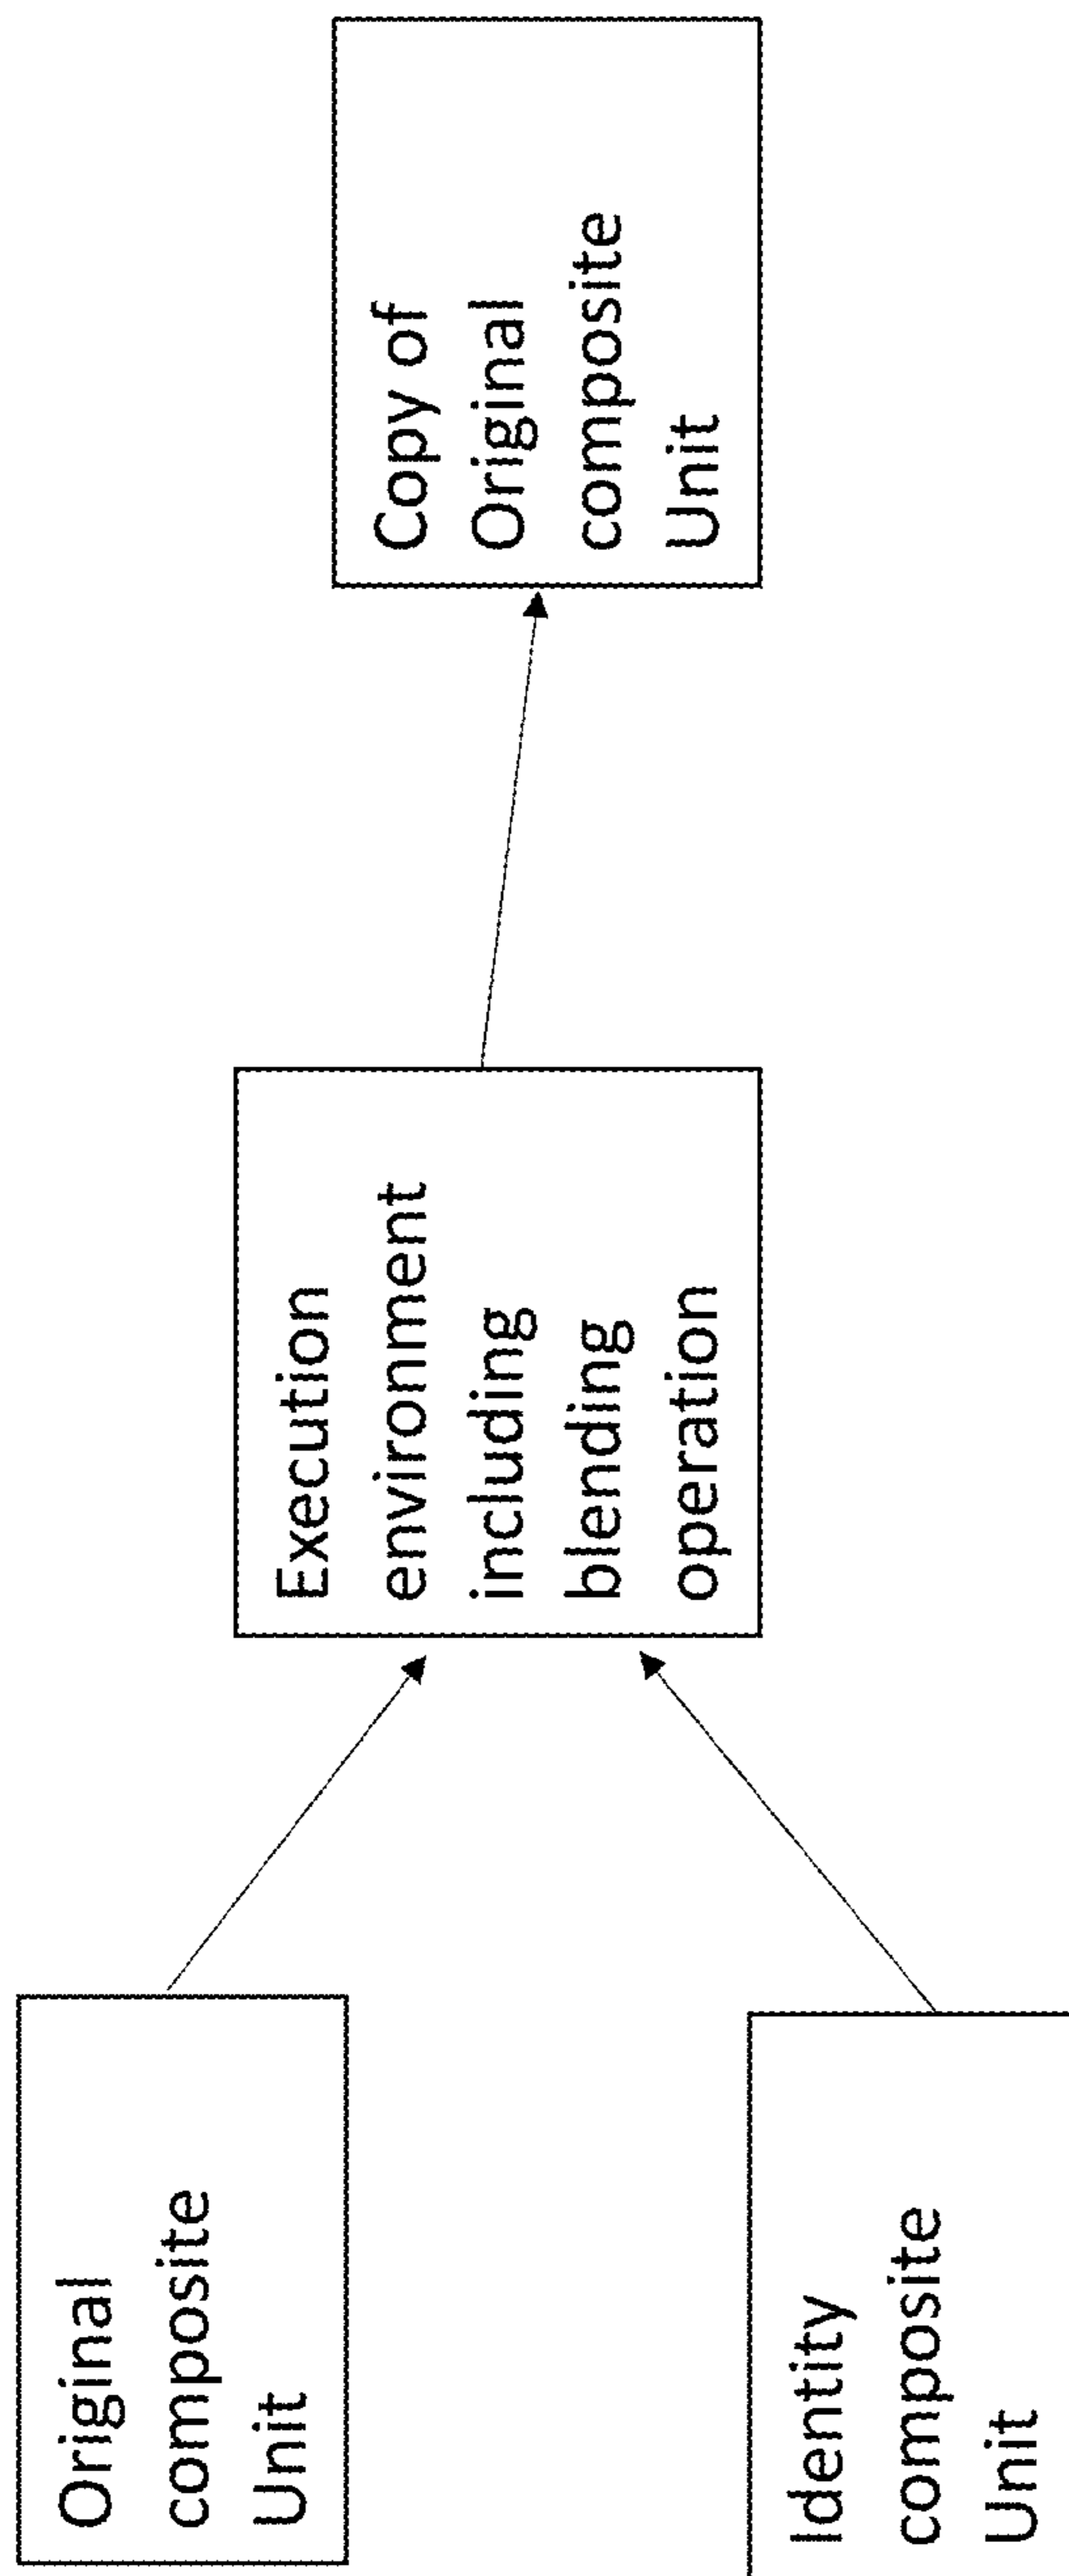 Original
composite
Unit
Identity
composite
Unit
Execution
environment
including
blending
operation
Copy of
Original
composite
Unit